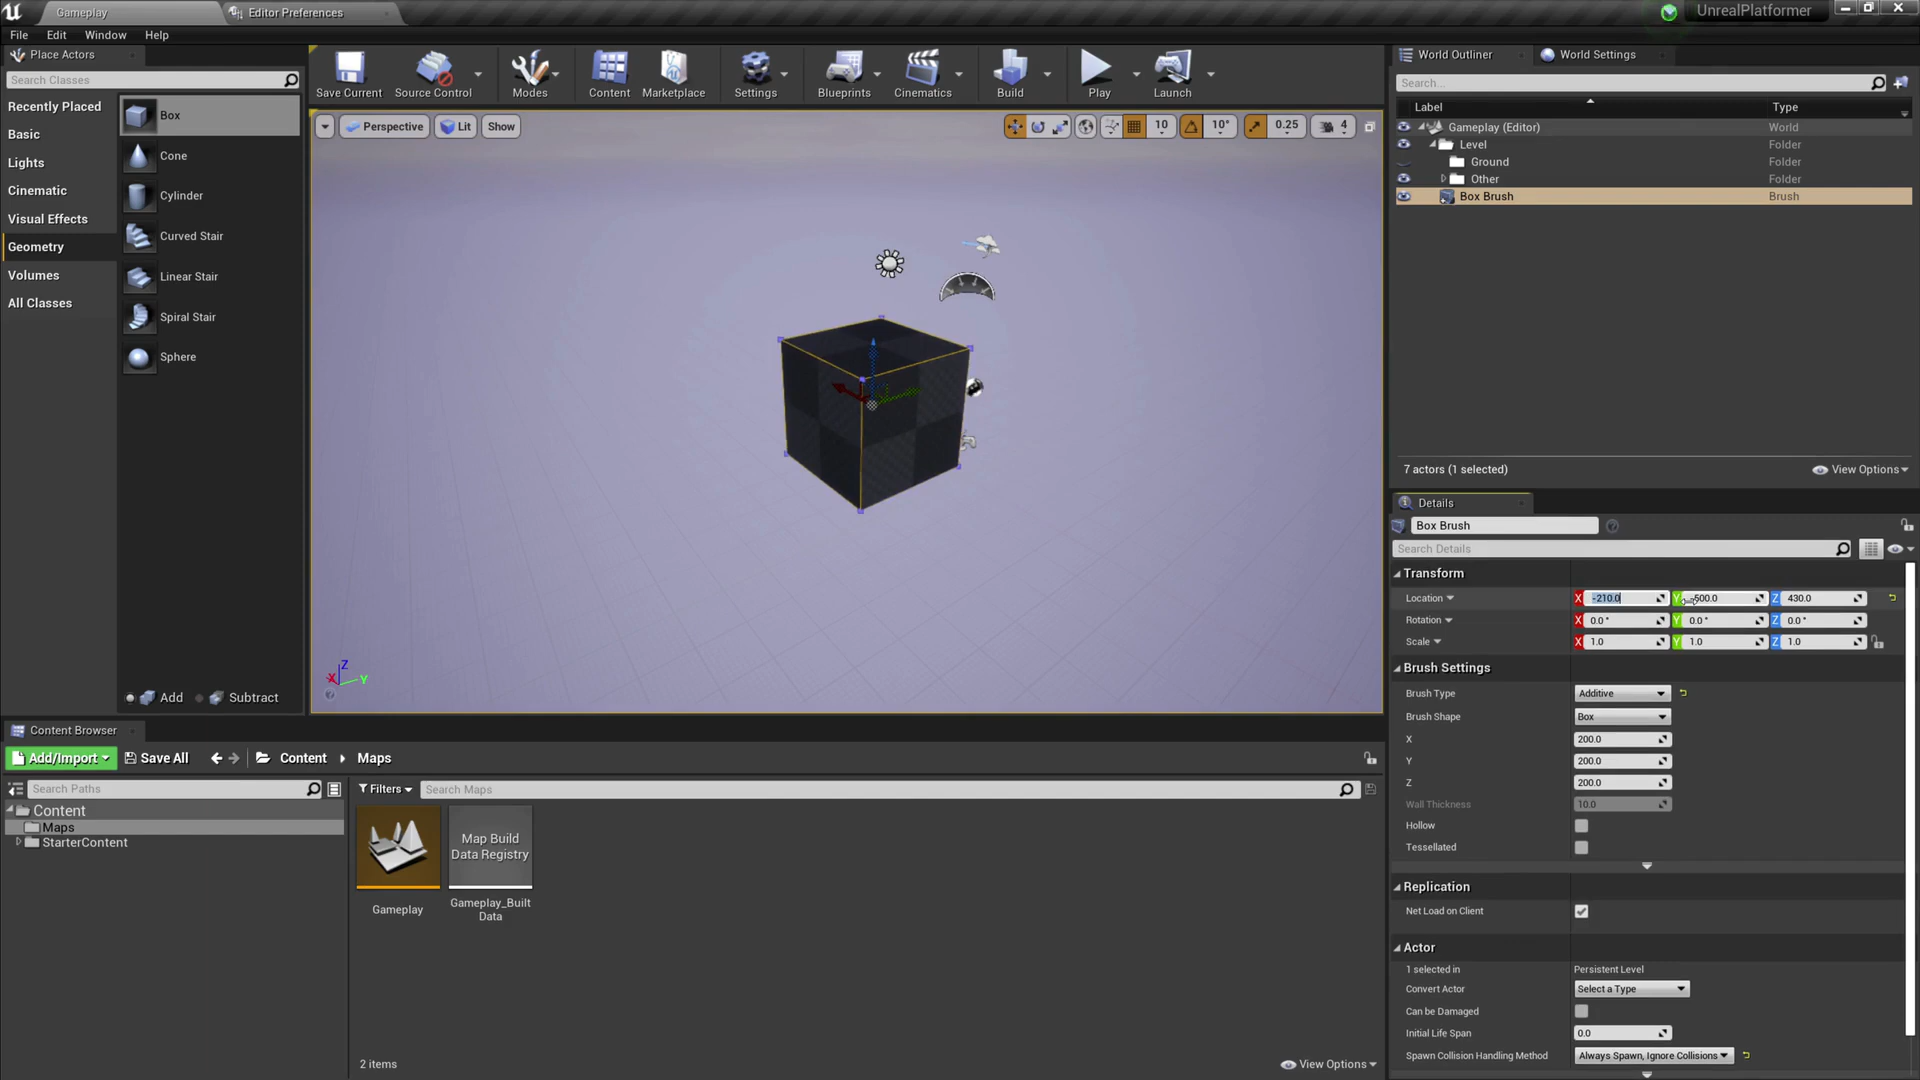 Gameplay
Editor Preferences
UnrealPlatformer
File Edit Window Help
Place Actors
Search Classes
Recently Placed
Basic
Lights
Cinematic
Visual Effects
Geometry
Volumes
All Classes
Box
Cone
Cylinder
Curved Stair
Linear Stair
Spiral Stair
Sphere
Add Subtract
Save Current
Source Control
Modes
Content
Marketplace
Settings
Blueprints
Cinematics
Build
Play
Launch
Perspective Lit Show
10 10° 0.25 4
X Z Y
World Outliner
World Settings
Search...
Label Type
Gameplay (Editor) World
Level Folder
Ground Folder
Other Folder
Box Brush Brush
7 actors (1 selected) View Options
Details
Box Brush
Search Details
Transform
Location X -210.0 Y 500.0 Z 430.0
Rotation X 0.0 ° Y 0.0 ° Z 0.0 °
Scale X 1.0 Y 1.0 Z 1.0
Brush Settings
Brush Type Additive
Brush Shape Box
X 200.0
Y 200.0
Z 200.0
Wall Thickness 10.0
Hollow
Tessellated
Replication
Net Load on Client
Actor
1 selected in Persistent Level
Convert Actor Select a Type
Can be Damaged
Initial Life Span 0.0
Spawn Collision Handling Method Always Spawn, Ignore Collisions
Content Browser
Add/Import Save All Content Maps
Search Paths
Filters Search Maps
Content
Maps
StarterContent
Gameplay
Map Build
Data Registry
Gameplay_Built
Data
2 items View Options